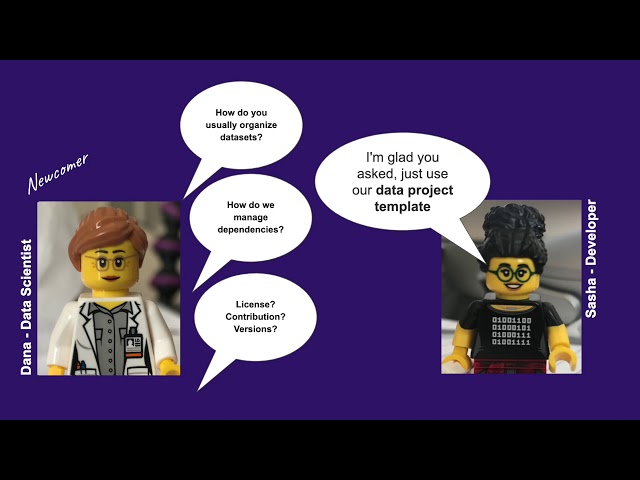 How do you
usually organize
datasets?
I'm glad you
asked, just use
our data project
template
Newcomer
How do we
manage
dependencies?
Dana - Data Scientist
Sasha - Developer
License?
Contribution?
Versions?
01001100
01000101
01000111
01001111